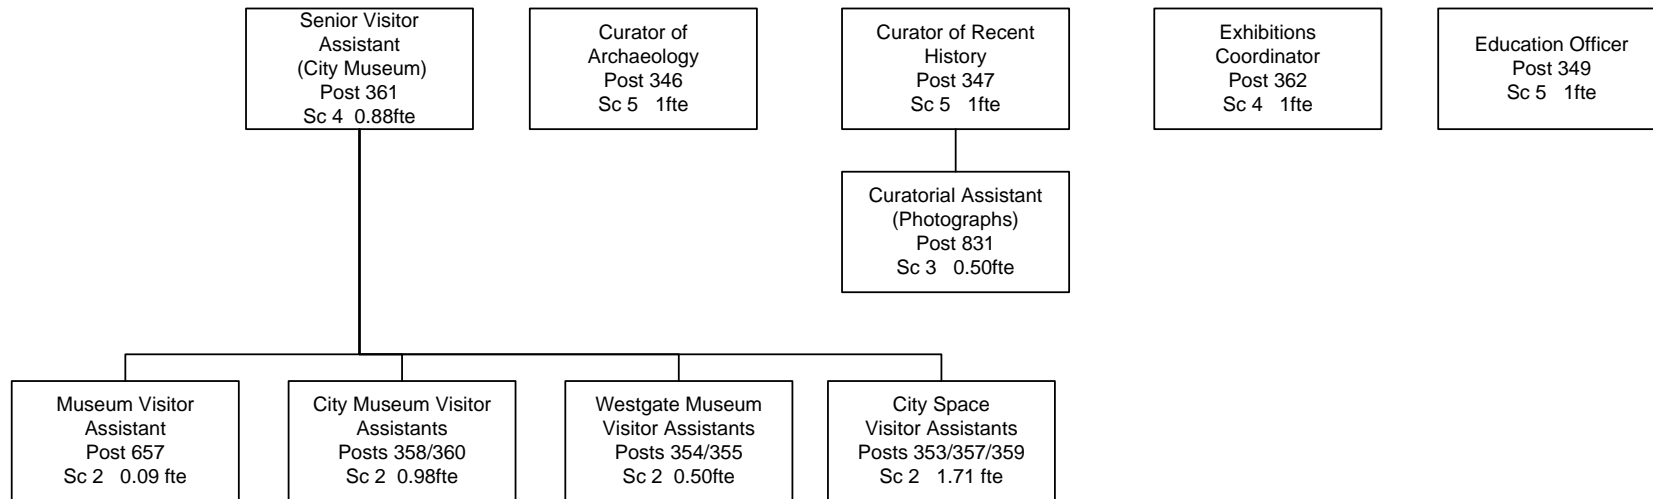 Senior Visitor
Assistant
(City Museum)
Post 361
Sc 4 0.88fte
Curator of
Archaeology
Post 346
Sc 5 1fte
Curator of Recent
History
Post 347
Sc 5 1fte
Exhibitions
Coordinator
Post 362
Sc 4 1fte
Education Officer
Post 349
Sc 5 1fte
Curatorial Assistant
(Photographs)
Post 831
Sc 3 0.50fte
Museum Visitor
Assistant
Post 657
Sc 2 0.09 fte
City Museum Visitor
Assistants
Posts 358/360
Sc 2 0.98fte
Westgate Museum
Visitor Assistants
Posts 354/355
Sc 2 0.50fte
City Space
Visitor Assistants
Posts 353/357/359
Sc 2 1.71 fte